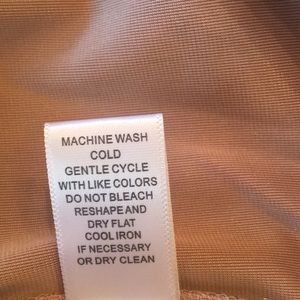 MACHINE WASH
COLD
GENTLE CYCLE
WITH LIKE COLORS
DO NOT BLEACH
RESHAPE AND
DRY FLAT
COOL IRON
IF NECESSARY
OR DRY CLEAN